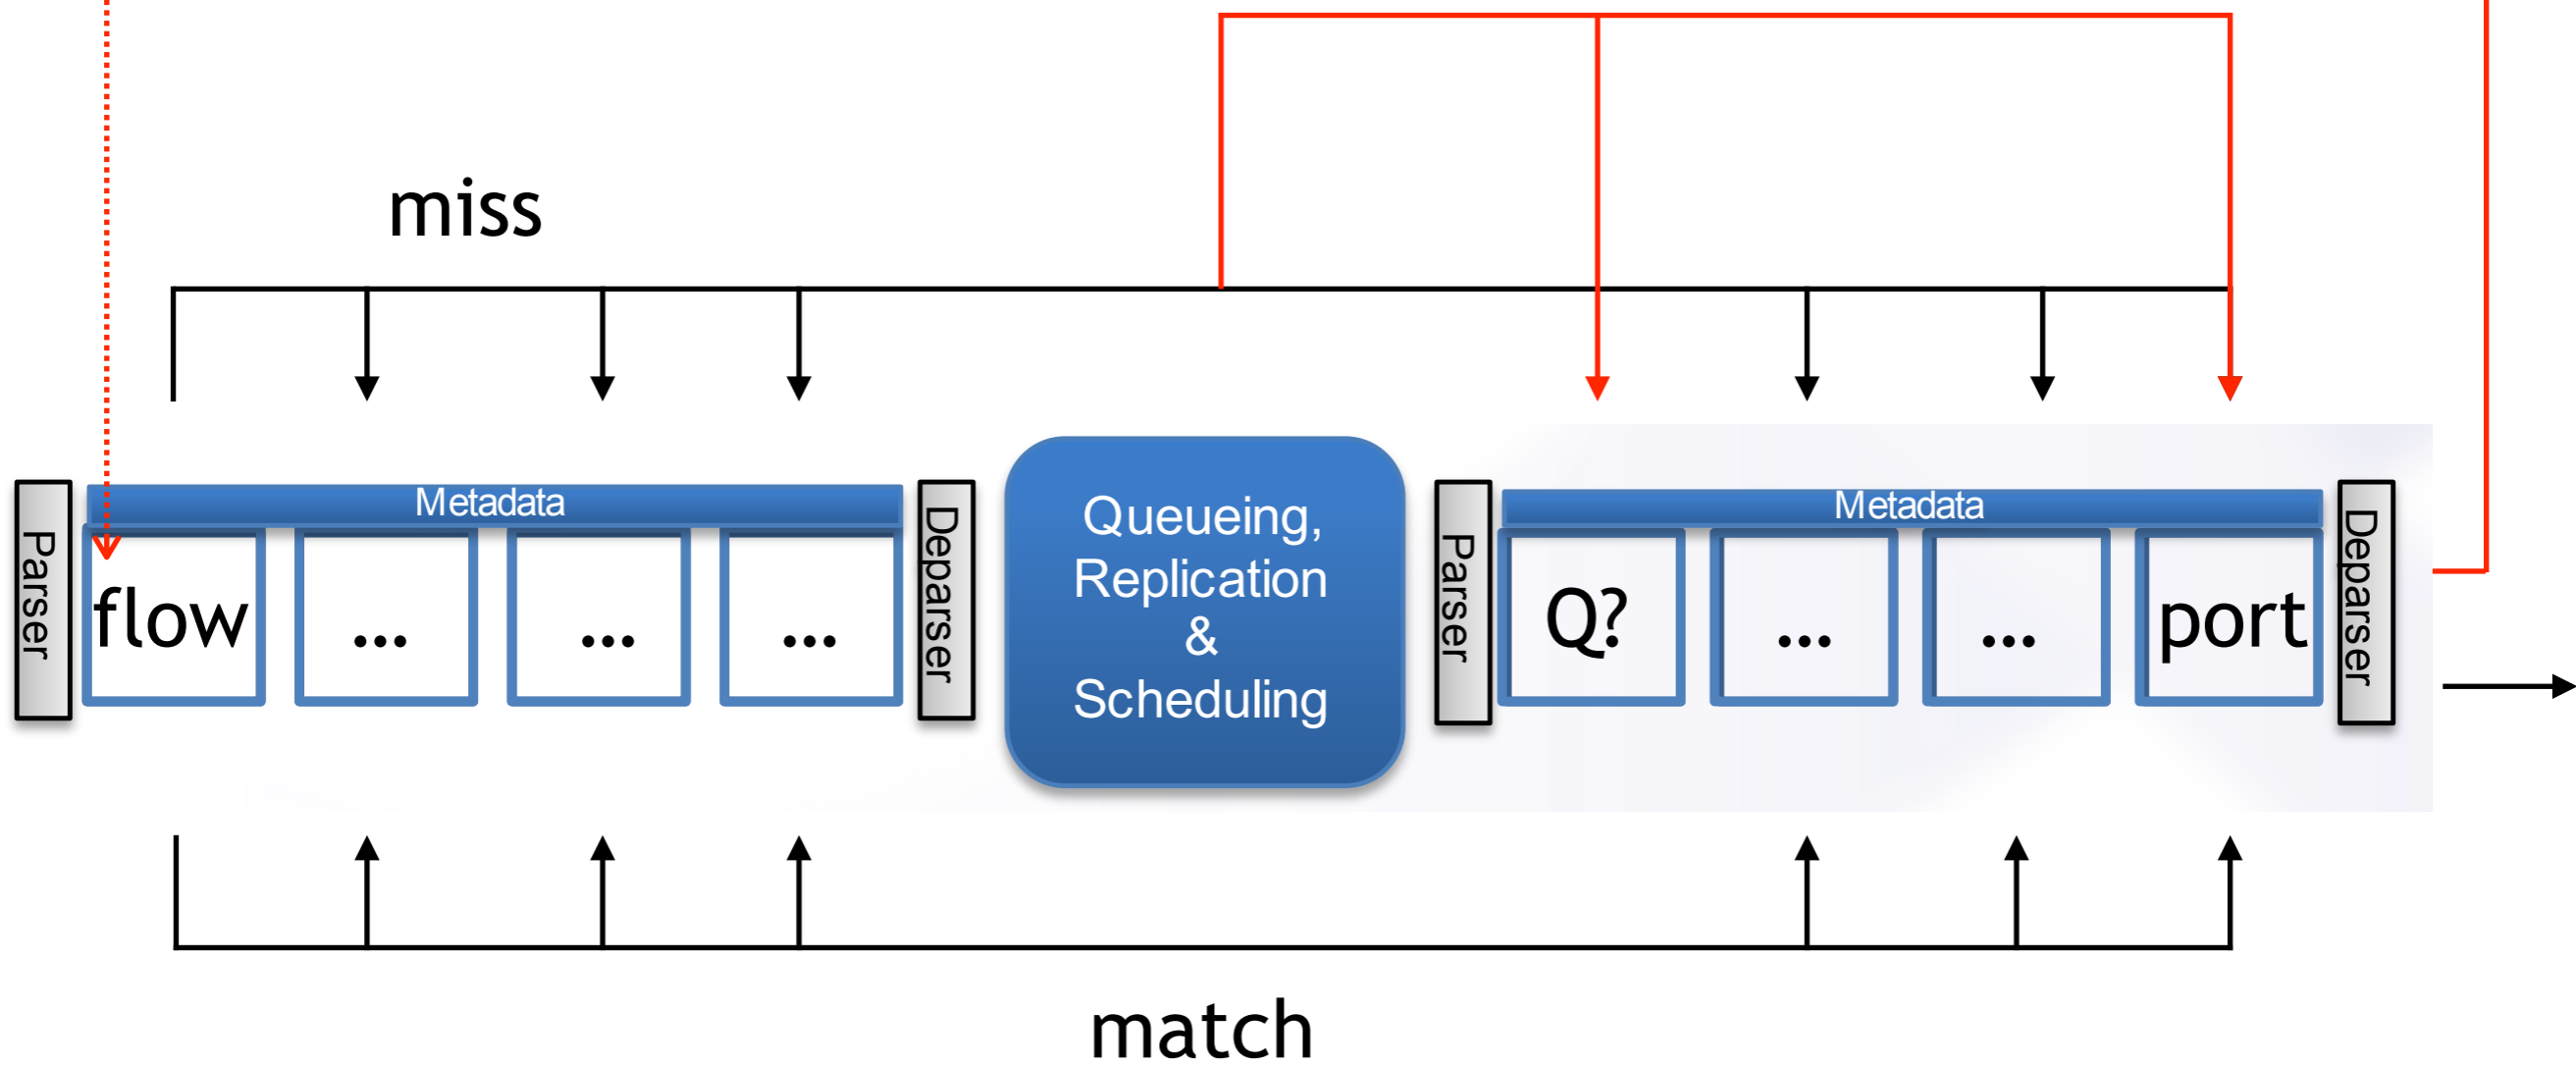 miss
Metadata
Metadata
Parser
flow
...
...
...
Deparser
Queueing,
Replication
&
Scheduling
Parser
Q?
...
...
port
Deparser
match